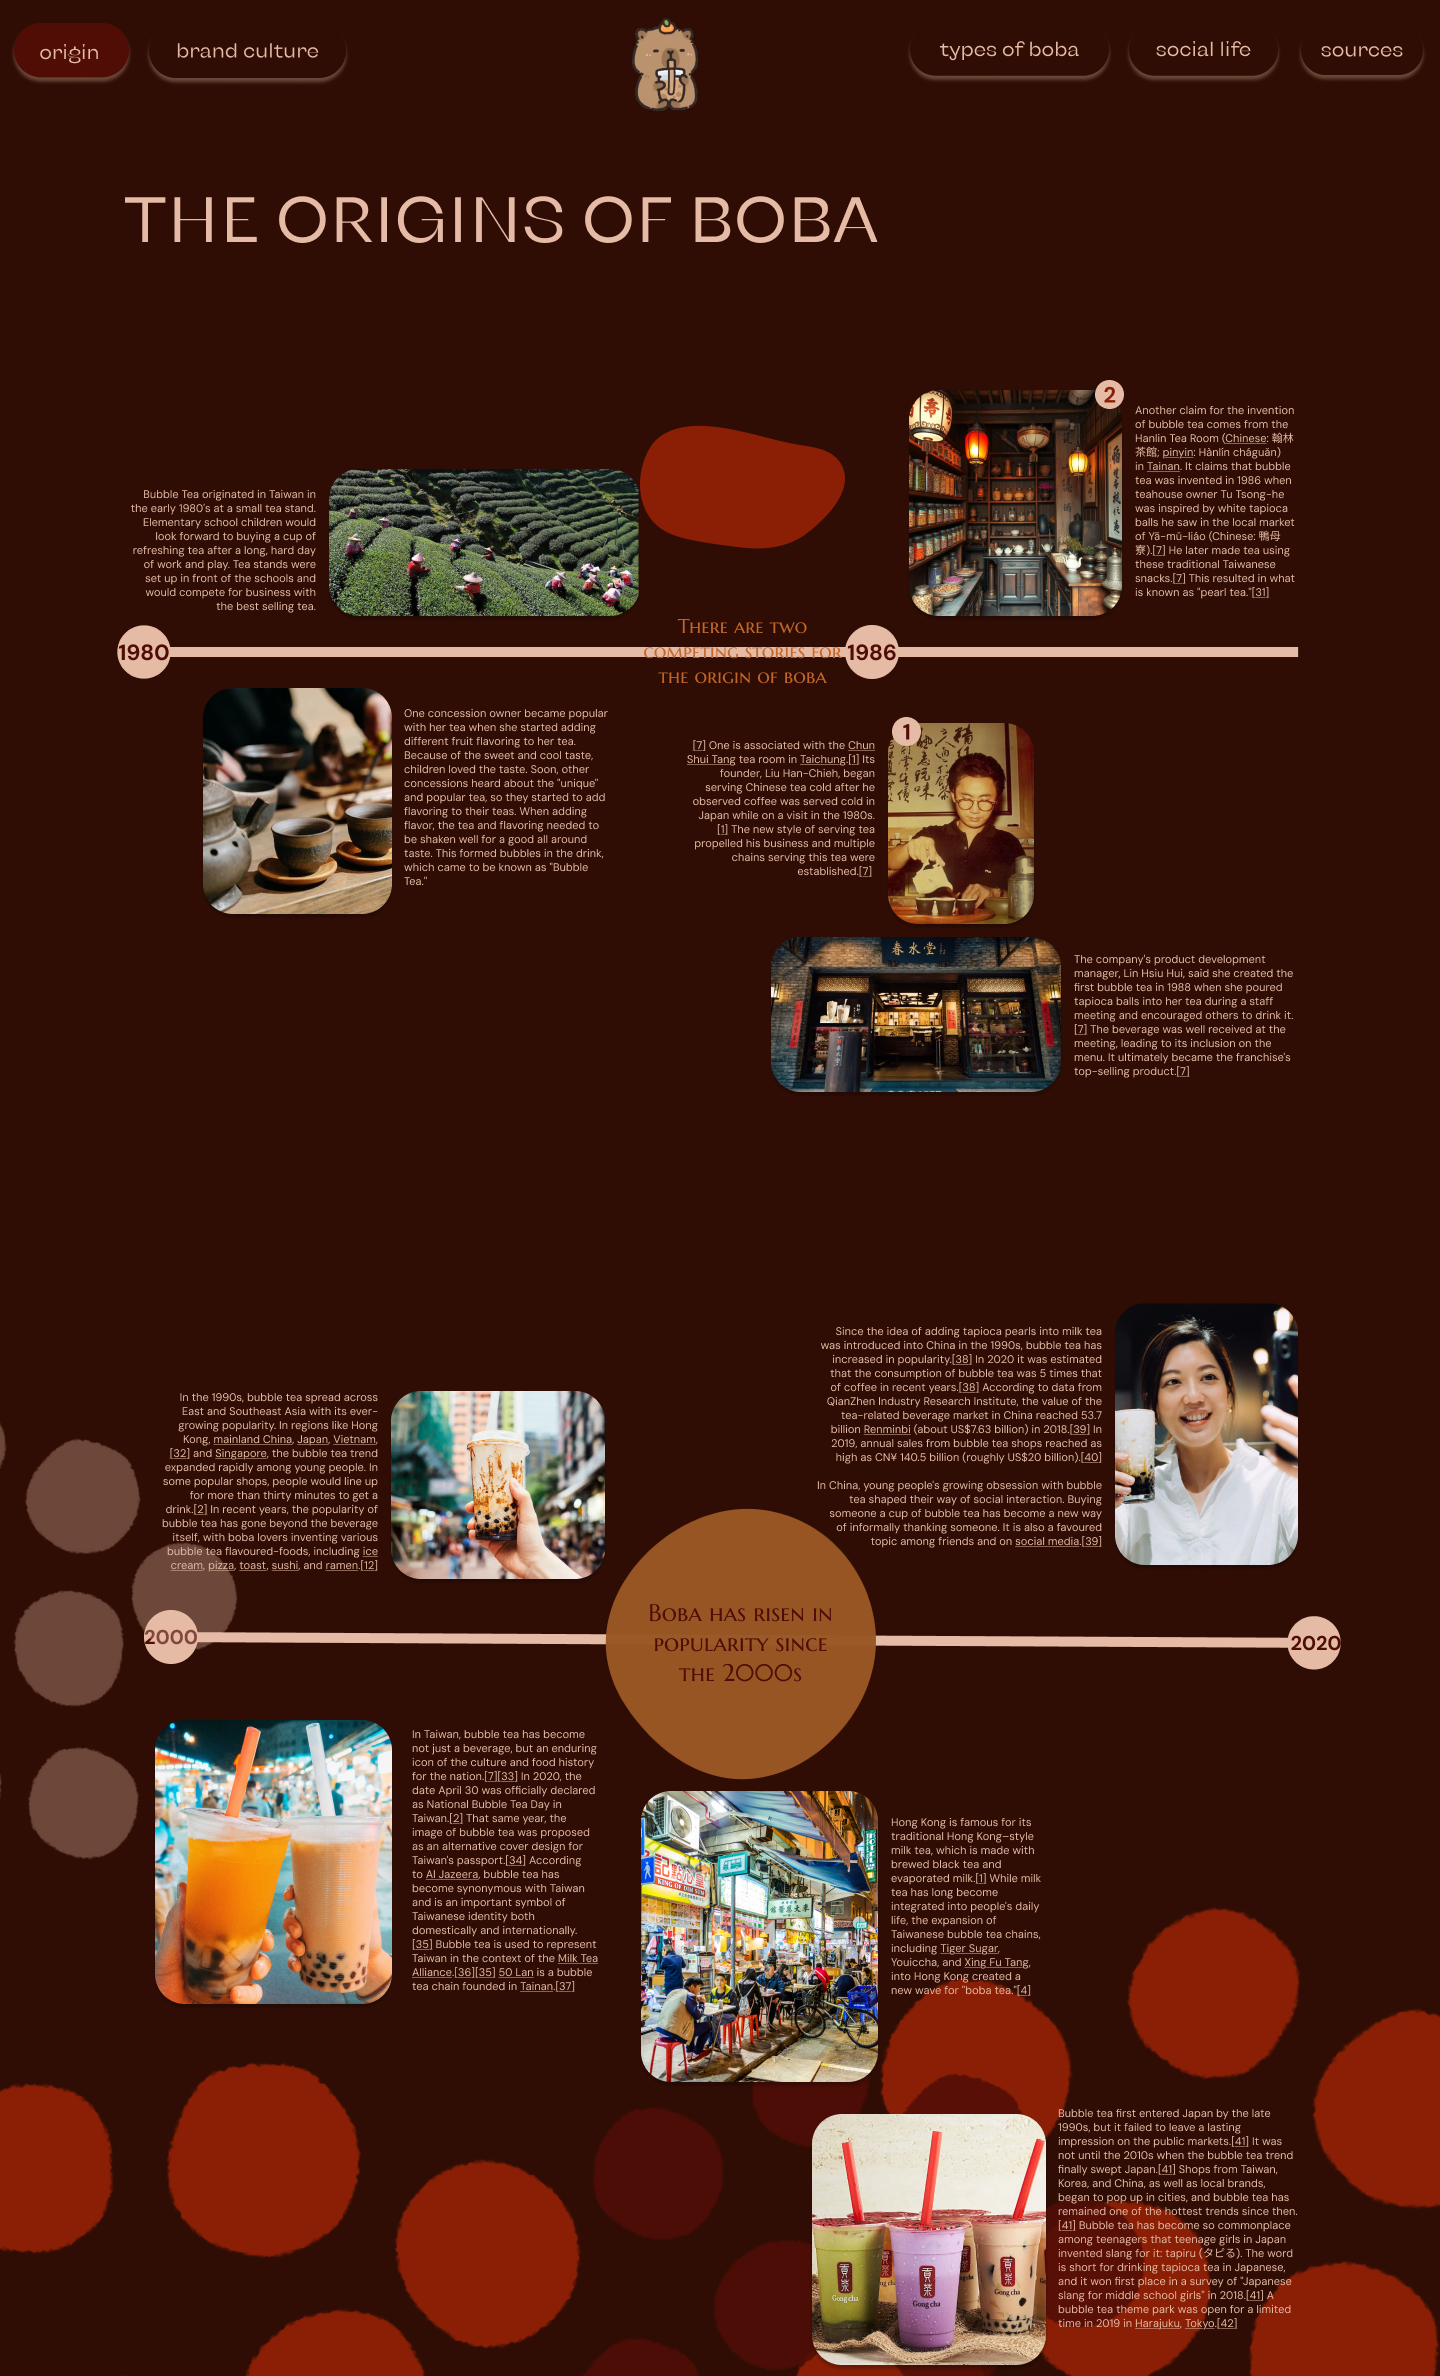 origin
brand culture
types of boba
social life
sources
THE ORIGINS OF BOBA
Bubble Tea originated in Taiwan in
the early 1980's at a small tea stand.
Elementary school children would
look forward to buying a cup of
refreshing tea after a long, hard day
of work and play. Tea stands were
set up in front of the schools and
would compete for business with
the best selling tea.
2
Another claim for the invention
of bubble tea comes from the
Hanlin Tea Room (Chinese: 翰林
茶館; pinyin: Hànlín cháguǎn)
in Tainan. It claims that bubble
tea was invented in 1986 when
teahouse owner Tu Tsong-he
was inspired by white tapioca
balls he saw in the local market
of Yā-mǔ-liáo (Chinese: 鴨母
寮).[7] He later made tea using
these traditional Taiwanese
snacks.[7] This resulted in what
is known as "pearl tea."[31]
1980
There are two
competing stories for
the origin of boba
1986
One concession owner became popular
with her tea when she started adding
different fruit flavoring to her tea.
Because of the sweet and cool taste,
children loved the taste. Soon, other
concessions heard about the "unique"
and popular tea, so they started to add
flavoring to their teas. When adding
flavor, the tea and flavoring needed to
be shaken well for a good all around
taste. This formed bubbles in the drink,
which came to be known as "Bubble
Tea."
1
[7] One is associated with the Chun
Shui Tang tea room in Taichung.[1] Its
founder, Liu Han-Chieh, began
serving Chinese tea cold after he
observed coffee was served cold in
Japan while on a visit in the 1980s.
[1] The new style of serving tea
propelled his business and multiple
chains serving this tea were
established.[7]
春水堂
The company's product development
manager, Lin Hsiu Hui, said she created the
first bubble tea in 1988 when she poured
tapioca balls into her tea during a staff
meeting and encouraged others to drink it.
[7] The beverage was well received at the
meeting, leading to its inclusion on the
menu. It ultimately became the franchise's
top-selling product.[7]
In the 1990s, bubble tea spread across
East and Southeast Asia with its ever-
growing popularity. In regions like Hong
Kong, mainland China, Japan, Vietnam,
[32] and Singapore, the bubble tea trend
expanded rapidly among young people. In
some popular shops, people would line up
for more than thirty minutes to get a
drink.[2] In recent years, the popularity of
bubble tea has gone beyond the beverage
itself, with boba lovers inventing various
bubble tea flavoured-foods, including ice
cream, pizza, toast, sushi, and ramen.[12]
Since the idea of adding tapioca pearls into milk tea
was introduced into China in the 1990s, bubble tea has
increased in popularity.[38] In 2020 it was estimated
that the consumption of bubble tea was 5 times that
of coffee in recent years.[38] According to data from
QianZhen Industry Research Institute, the value of the
tea-related beverage market in China reached 53.7
billion Renminbi (about US$7.63 billion) in 2018.[39] In
2019, annual sales from bubble tea shops reached as
high as CN¥ 140.5 billion (roughly US$20 billion).[40]
In China, young people's growing obsession with bubble
tea shaped their way of social interaction. Buying
someone a cup of bubble tea has become a new way
of informally thanking someone. It is also a favoured
topic among friends and on social media.[39]
2000
Boba has risen in
popularity since
the 2000s
2020
In Taiwan, bubble tea has become
not just a beverage, but an enduring
icon of the culture and food history
for the nation.[7][33] In 2020, the
date April 30 was officially declared
as National Bubble Tea Day in
Taiwan.[2] That same year, the
image of bubble tea was proposed
as an alternative cover design for
Taiwan's passport.[34] According
to Al Jazeera, bubble tea has
become synonymous with Taiwan
and is an important symbol of
Taiwanese identity both
domestically and internationally.
[35] Bubble tea is used to represent
Taiwan in the context of the Milk Tea
Alliance.[36][35] 50 Lan is a bubble
tea chain founded in Tainan.[37]
記點心皇
KING OF DIM SUM
Hong Kong is famous for its
traditional Hong Kong-style
milk tea, which is made with
brewed black tea and
evaporated milk.[1] While milk
tea has long become
integrated into people's daily
life, the expansion of
Taiwanese bubble tea chains,
including Tiger Sugar,
Youiccha, and Xing Fu Tang,
into Hong Kong created a
new wave for "boba tea."[4]
貢茶
Gong cha
貢茶
Gong cha
貢茶
Gong cha
Bubble tea first entered Japan by the late
1990s, but it failed to leave a lasting
impression on the public markets.[41] It was
not until the 2010s when the bubble tea trend
finally swept Japan.[41] Shops from Taiwan,
Korea, and China, as well as local brands,
began to pop up in cities, and bubble tea has
remained one of the hottest trends since then.
[41] Bubble tea has become so commonplace
among teenagers that teenage girls in Japan
invented slang for it: tapiru (タピる). The word
is short for drinking tapioca tea in Japanese,
and it won first place in a survey of "Japanese
slang for middle school girls" in 2018.[41] A
bubble tea theme park was open for a limited
time in 2019 in Harajuku, Tokyo.[42]